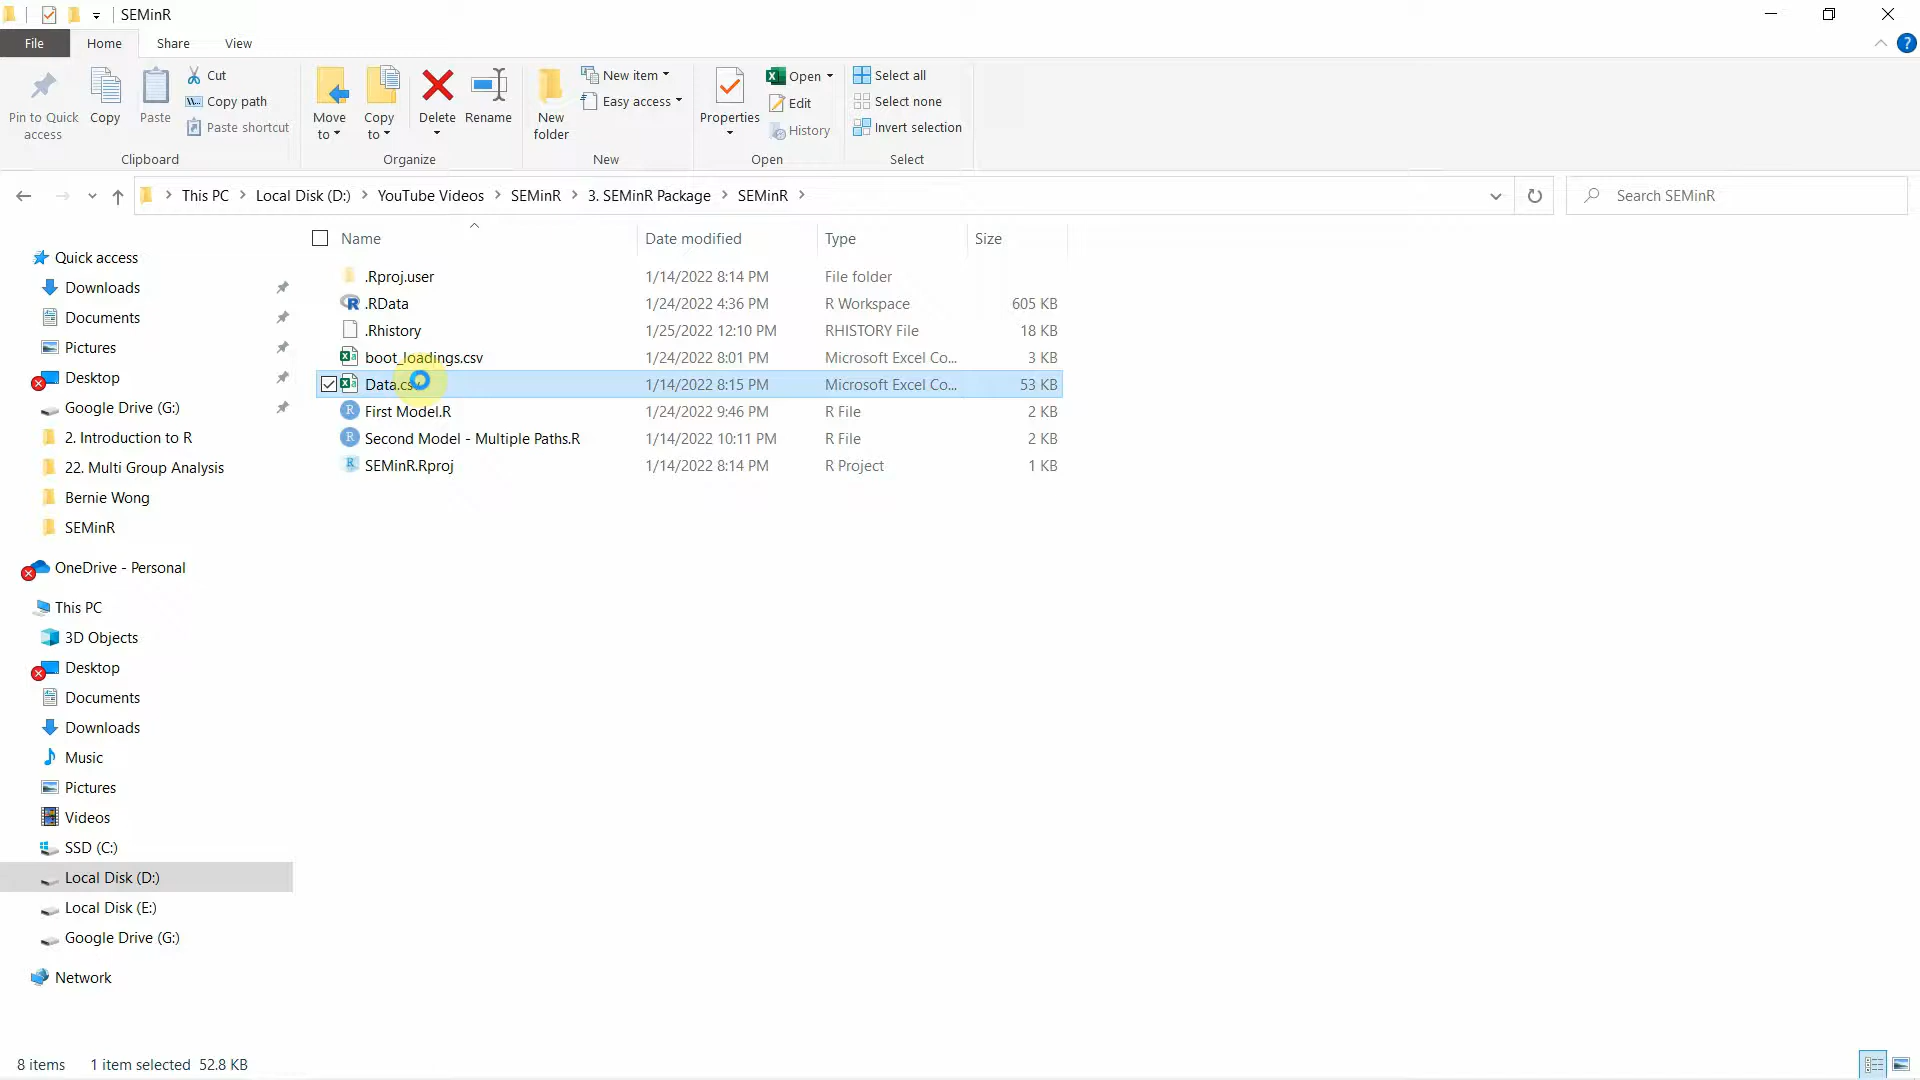 SEMinR
File Home Share View
Pin to Quick access
Copy
Paste
Cut
Copy path
Paste shortcut
Clipboard
Move to
Copy to
Delete
Rename
Organize
New folder
New item
Easy access
New
Properties
Open
Edit
History
Open
Select all
Select none
Invert selection
Select
This PC > Local Disk (D:) > YouTube Videos > SEMinR > 3. SEMinR Package > SEMinR >
Search SEMinR
Name Date modified Type Size
.Rproj.user 1/14/2022 8:14 PM File folder
.RData 1/24/2022 4:36 PM R Workspace 605 KB
.Rhistory 1/25/2022 12:10 PM RHISTORY File 18 KB
boot_loadings.csv 1/24/2022 8:01 PM Microsoft Excel Co... 3 KB
Data.csv 1/14/2022 8:15 PM Microsoft Excel Co... 53 KB
First Model.R 1/24/2022 9:46 PM R File 2 KB
Second Model - Multiple Paths.R 1/14/2022 10:11 PM R File 2 KB
SEMinR.Rproj 1/14/2022 8:14 PM R Project 1 KB
Quick access
Downloads
Documents
Pictures
Desktop
Google Drive (G:)
2. Introduction to R
22. Multi Group Analysis
Bernie Wong
SEMinR
OneDrive - Personal
This PC
3D Objects
Desktop
Documents
Downloads
Music
Pictures
Videos
SSD (C:)
Local Disk (D:)
Local Disk (E:)
Google Drive (G:)
Network
8 items 1 item selected 52.8 KB